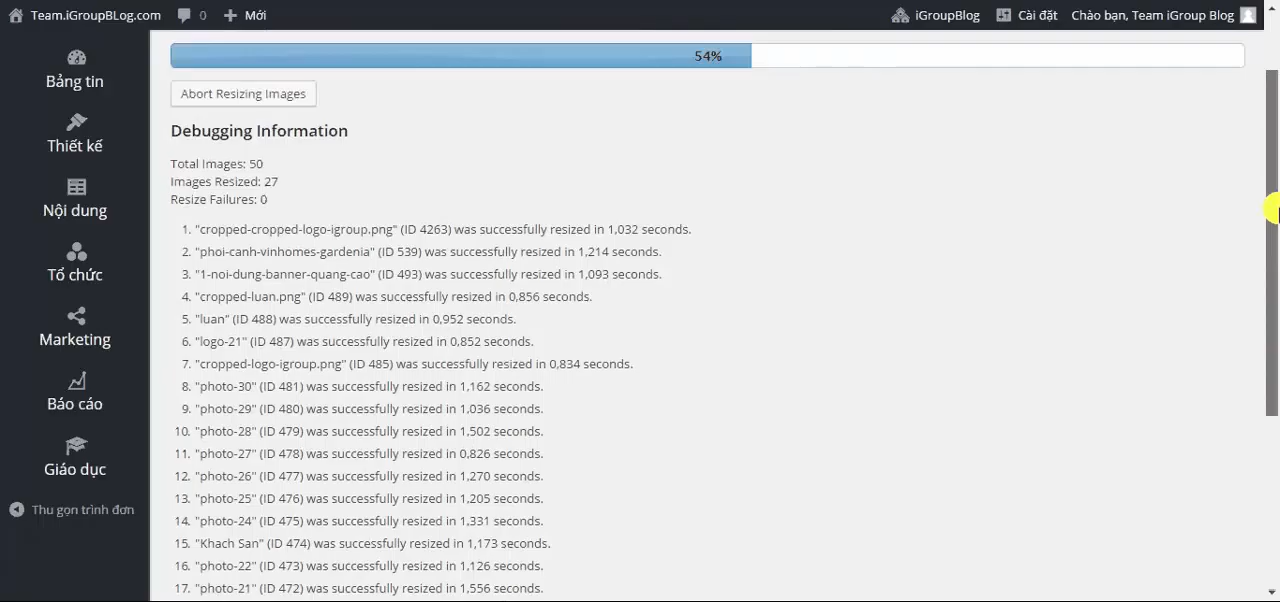 Team.iGroupBLog.com 0 Mới iGroupBlog Cài đặt Chào bạn, Team iGroup Blog
Bảng tin
Thiết kế
Nội dung
Tổ chức
Marketing
Báo cáo
Giáo dục
Thu gọn trình đơn
54%
Abort Resizing Images
Debugging Information
Total Images: 50
Images Resized: 27
Resize Failures: 0
1. "cropped-cropped-logo-igroup.png" (ID 4263) was successfully resized in 1,032 seconds.
2. "phoi-canh-vinhomes-gardenia" (ID 539) was successfully resized in 1,214 seconds.
3. "1-noi-dung-banner-quang-cao" (ID 493) was successfully resized in 1,093 seconds.
4. "cropped-luan.png" (ID 489) was successfully resized in 0,856 seconds.
5. "luan" (ID 488) was successfully resized in 0,952 seconds.
6. "logo-21" (ID 487) was successfully resized in 0,852 seconds.
7. "cropped-logo-igroup.png" (ID 485) was successfully resized in 0,834 seconds.
8. "photo-30" (ID 481) was successfully resized in 1,162 seconds.
9. "photo-29" (ID 480) was successfully resized in 1,036 seconds.
10. "photo-28" (ID 479) was successfully resized in 1,502 seconds.
11. "photo-27" (ID 478) was successfully resized in 0,826 seconds.
12. "photo-26" (ID 477) was successfully resized in 1,270 seconds.
13. "photo-25" (ID 476) was successfully resized in 1,205 seconds.
14. "photo-24" (ID 475) was successfully resized in 1,331 seconds.
15. "Khach San" (ID 474) was successfully resized in 1,173 seconds.
16. "photo-22" (ID 473) was successfully resized in 1,126 seconds.
17. "photo-21" (ID 472) was successfully resized in 1,556 seconds.